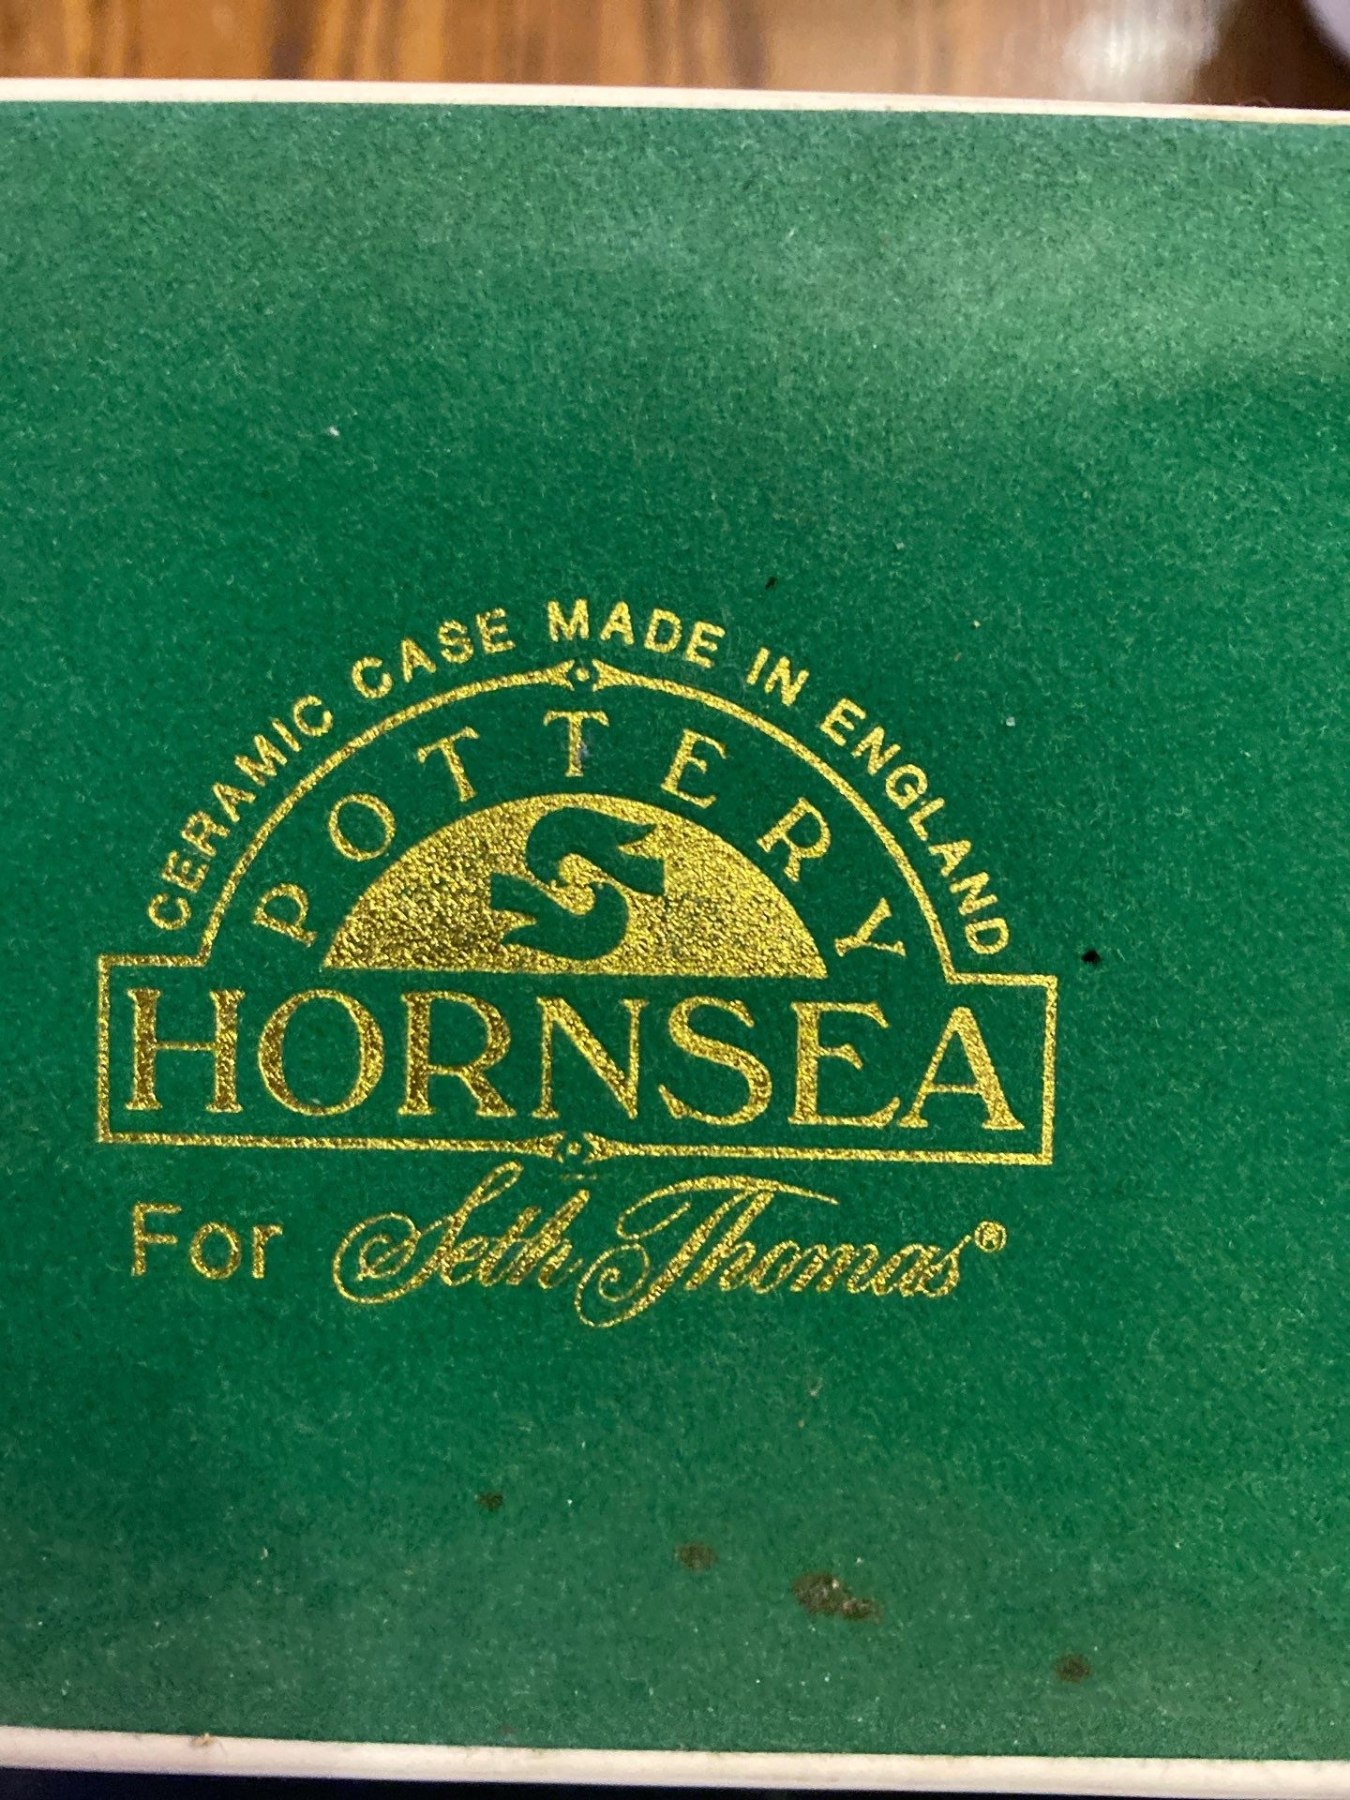 CERAMIC CASE MADE IN ENGLAND
POTTERY
HORNSEA
For Seth Thomas®